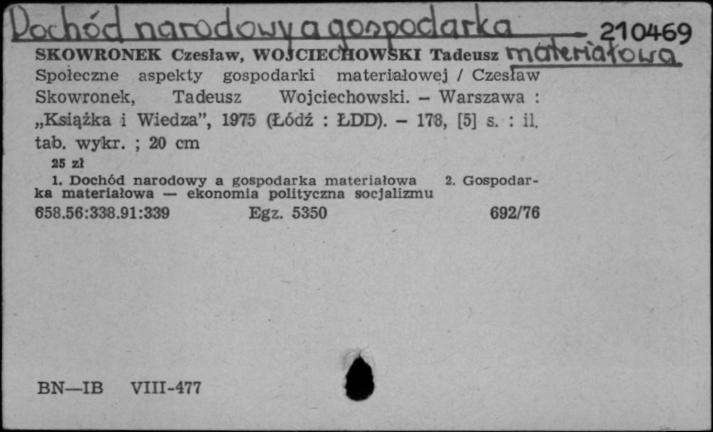 Dochód narodowy a gospodarka 210469
materiałowa
SKOWRONEK Czesław, WOJCIECHOWSKI Tadeusz
Społeczne aspekty gospodarki materiałowej / Czesław
Skowronek, Tadeusz Wojciechowski. — Warszawa :
„Książka i Wiedza”, 1975 (Łódź : ŁDD). — 178, [5] s. : il.
tab. wykr. ; 20 cm
25 zł
1. Dochód narodowy a gospodarka materiałowa 2. Gospodar-
ka materiałowa — ekonomia polityczna socjalizmu
658.56:338.91:339 Egz. 5350 692/76
BN—IB VIII-477